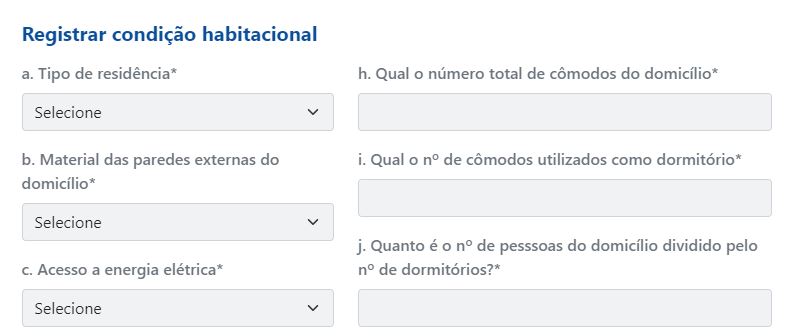 Registrar condição habitacional
a. Tipo de residência*
Selecione
b. Material das paredes externas do
domicílio*
Selecione
c. Acesso a energia elétrica*
Selecione
h. Qual o número total de cômodos do domicílio*
i. Qual o nº de cômodos utilizados como dormitório*
j. Quanto é o nº de pesssoas do domicílio dividido pelo
nº de dormitórios?*